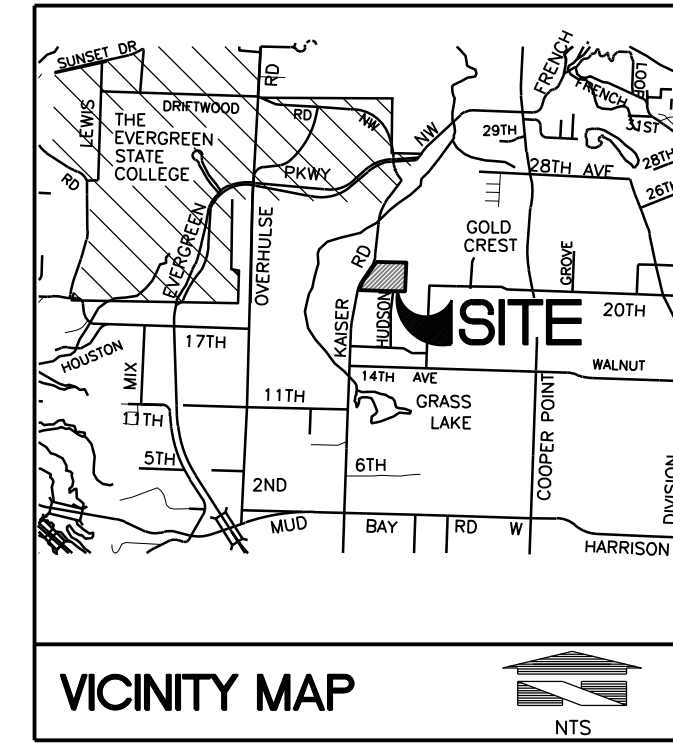 SUNSET DR
RD
FRENCH
LOOP
FRENCH
DRIFTWOOD
RD
NW
LEWIS
THE
EVERGREEN
STATE
COLLEGE
NW
29TH
31ST
28TH
28TH AVE
PKWY
RD
26TH
EVERGREEN
OVERHULSE
GOLD
CREST
RD
GROVE
HUDSON
KAISER
SITE
20TH
17TH
HOUSTON
WALNUT
MIX
14TH AVE
11TH
GRASS
LAKE
11TH
COOPER POINT
5TH
6TH
2ND
DIVISION
MUD BAY RD W
HARRISON
VICINITY MAP
NTS